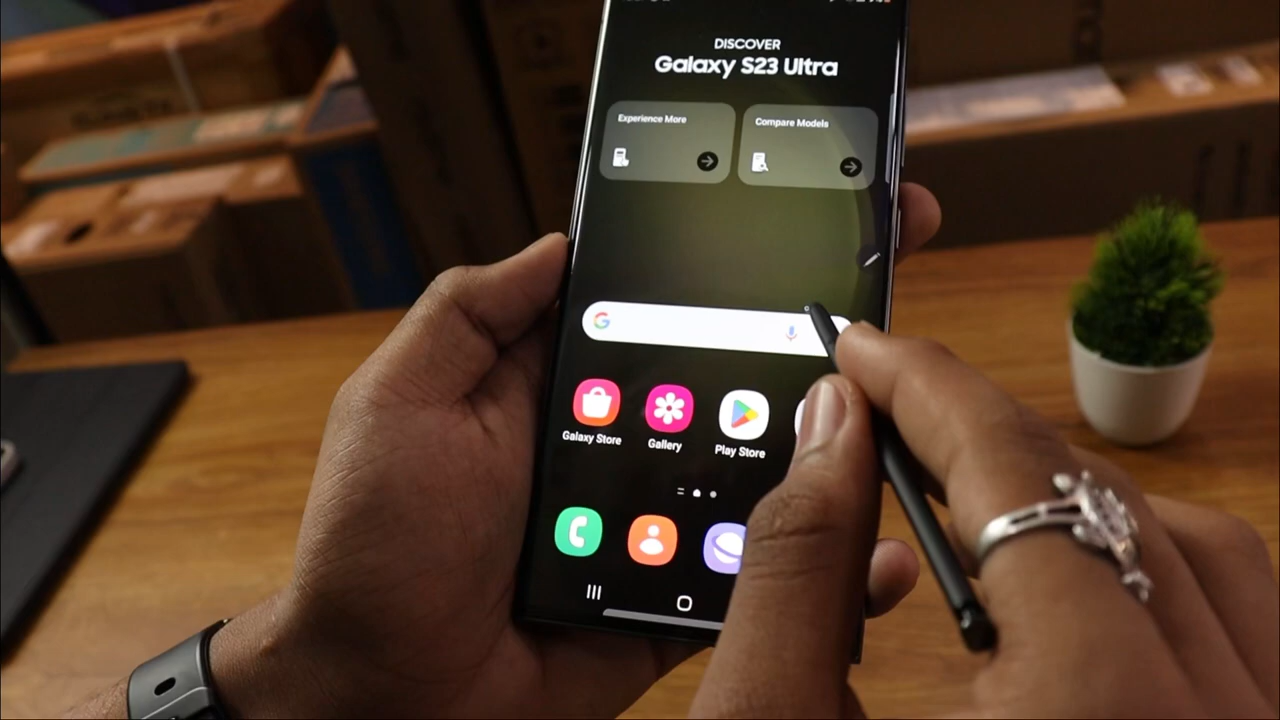 DISCOVER
Galaxy S23 Ultra
Experience More
Compare Models
Galaxy Store
Gallery
Play Store